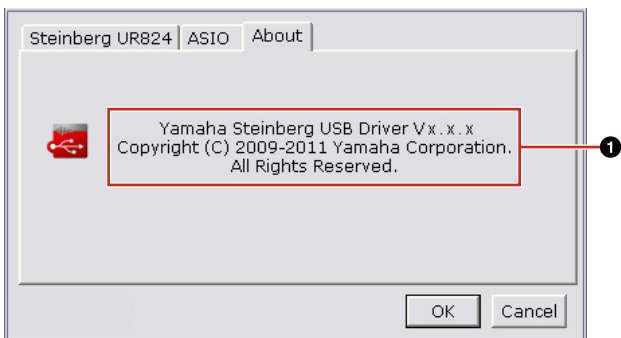 Steinberg UR824 ASIO About
Yamaha Steinberg USB Driver Vx.x.x
Copyright (C) 2009-2011 Yamaha Corporation.
All Rights Reserved.
1
OK Cancel